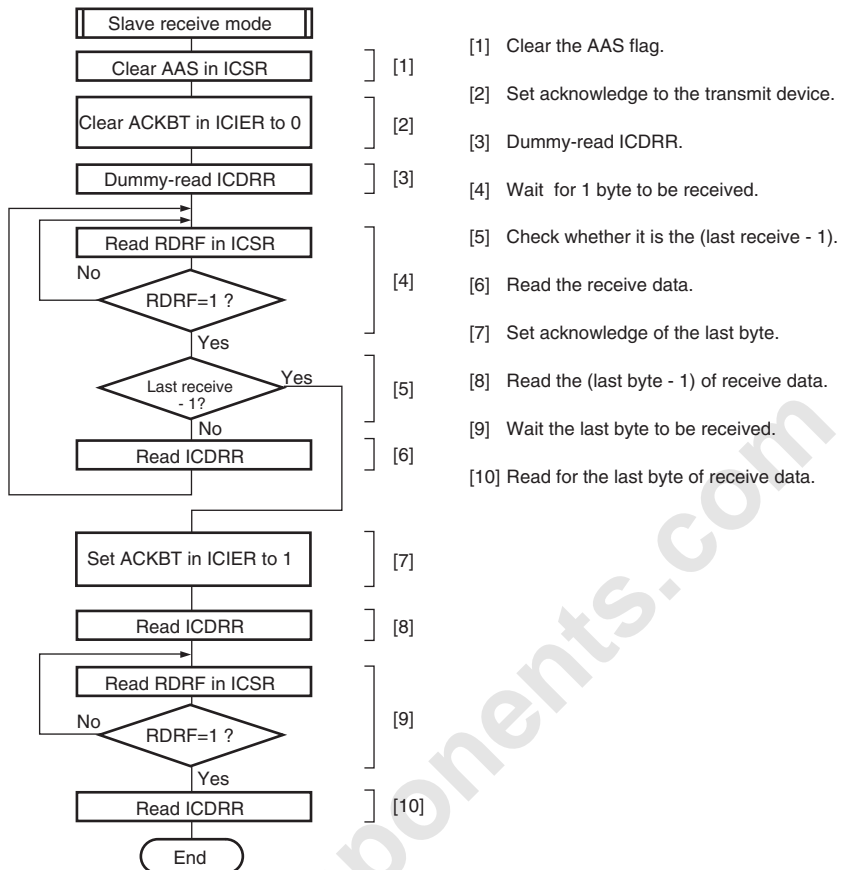 Slave receive mode
Clear AAS in ICSR
[1]
Clear ACKBT in ICIER to 0
[2]
Dummy-read ICDRR
[3]
Read RDRF in ICSR
No
RDRF=1 ?
[4]
Yes
Last receive
- 1?
Yes
[5]
No
Read ICDRR
[6]
Set ACKBT in ICIER to 1
[7]
Read ICDRR
[8]
Read RDRF in ICSR
No
RDRF=1 ?
[9]
Yes
Read ICDRR
[10]
End
[1] Clear the AAS flag.
[2] Set acknowledge to the transmit device.
[3] Dummy-read ICDRR.
[4] Wait for 1 byte to be received.
[5] Check whether it is the (last receive - 1).
[6] Read the receive data.
[7] Set acknowledge of the last byte.
[8] Read the (last byte - 1) of receive data.
[9] Wait the last byte to be received.
[10] Read for the last byte of receive data.
ponents.com